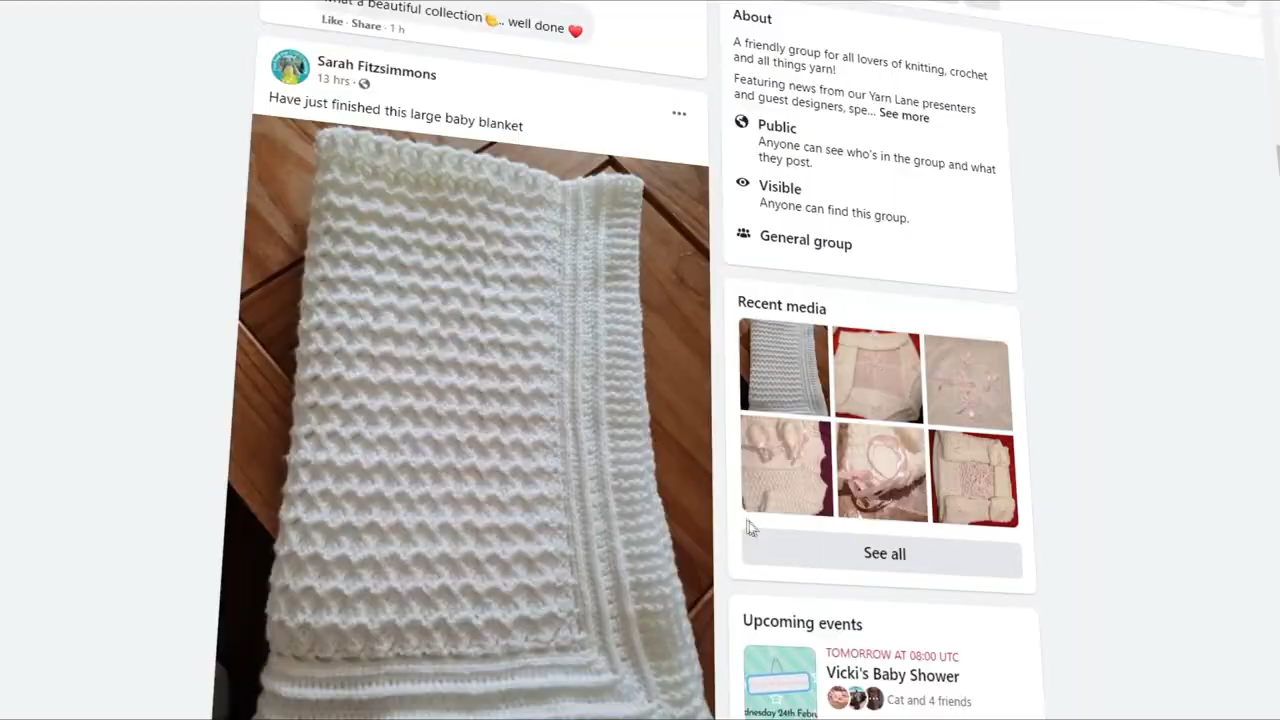 a beautiful collection👏.. well done ❤️
Like · Share · 1 h
Sarah Fitzsimmons
13 hrs ·
Have just finished this large baby blanket
About
A friendly group for all lovers of knitting, crochet
and all things yarn!
Featuring news from our Yarn Lane presenters
and guest designers, spe... See more
Public
Anyone can see who's in the group and what
they post.
Visible
Anyone can find this group.
General group
Recent media
See all
Upcoming events
TOMORROW AT 08:00 UTC
Vicki's Baby Shower
Cat and 4 friends
24th